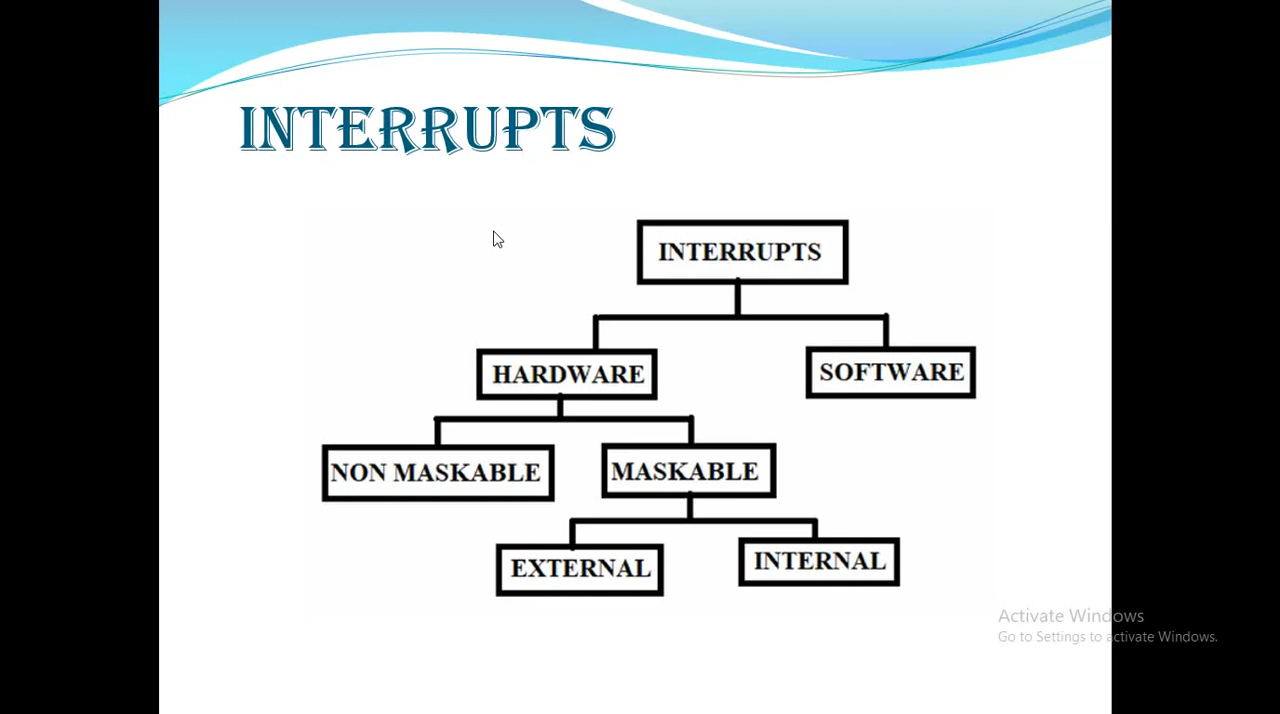 INTERRUPTS
INTERRUPTS
HARDWARE
SOFTWARE
NON MASKABLE
MASKABLE
EXTERNAL
INTERNAL
Activate Windows
Go to Settings to activate Windows.